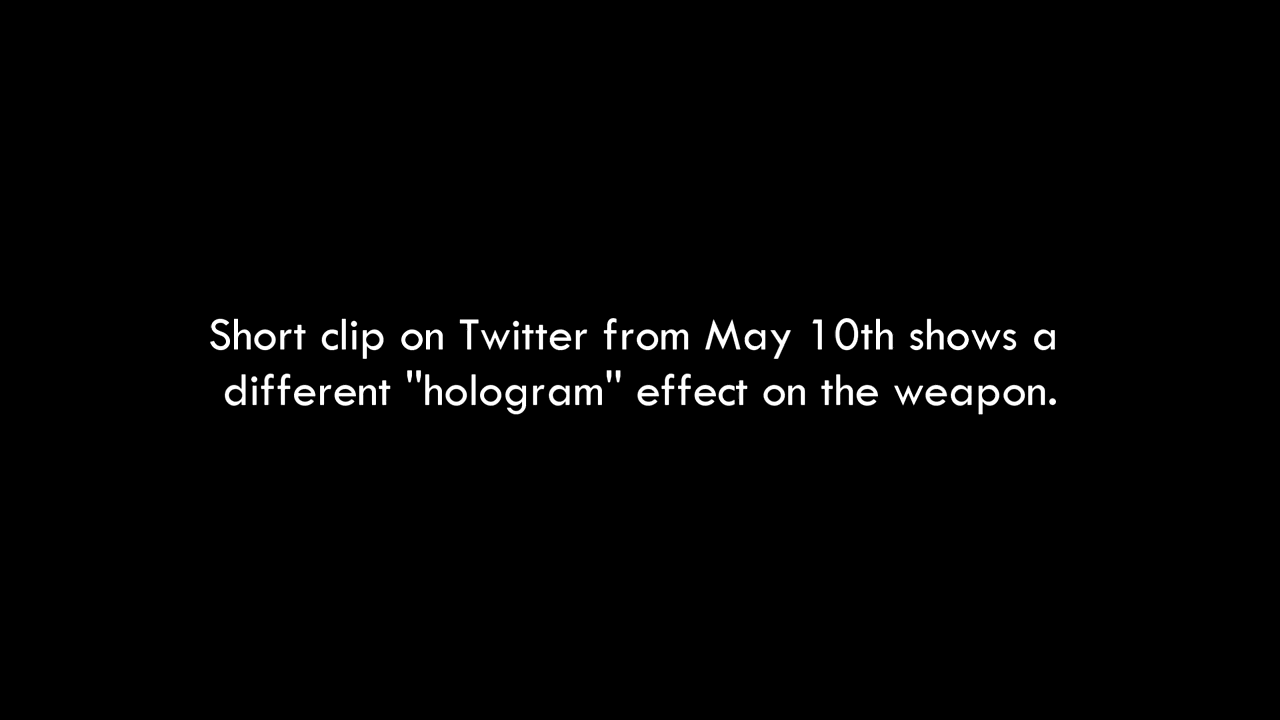 Short clip on Twitter from May 10th shows a
different "hologram" effect on the weapon.